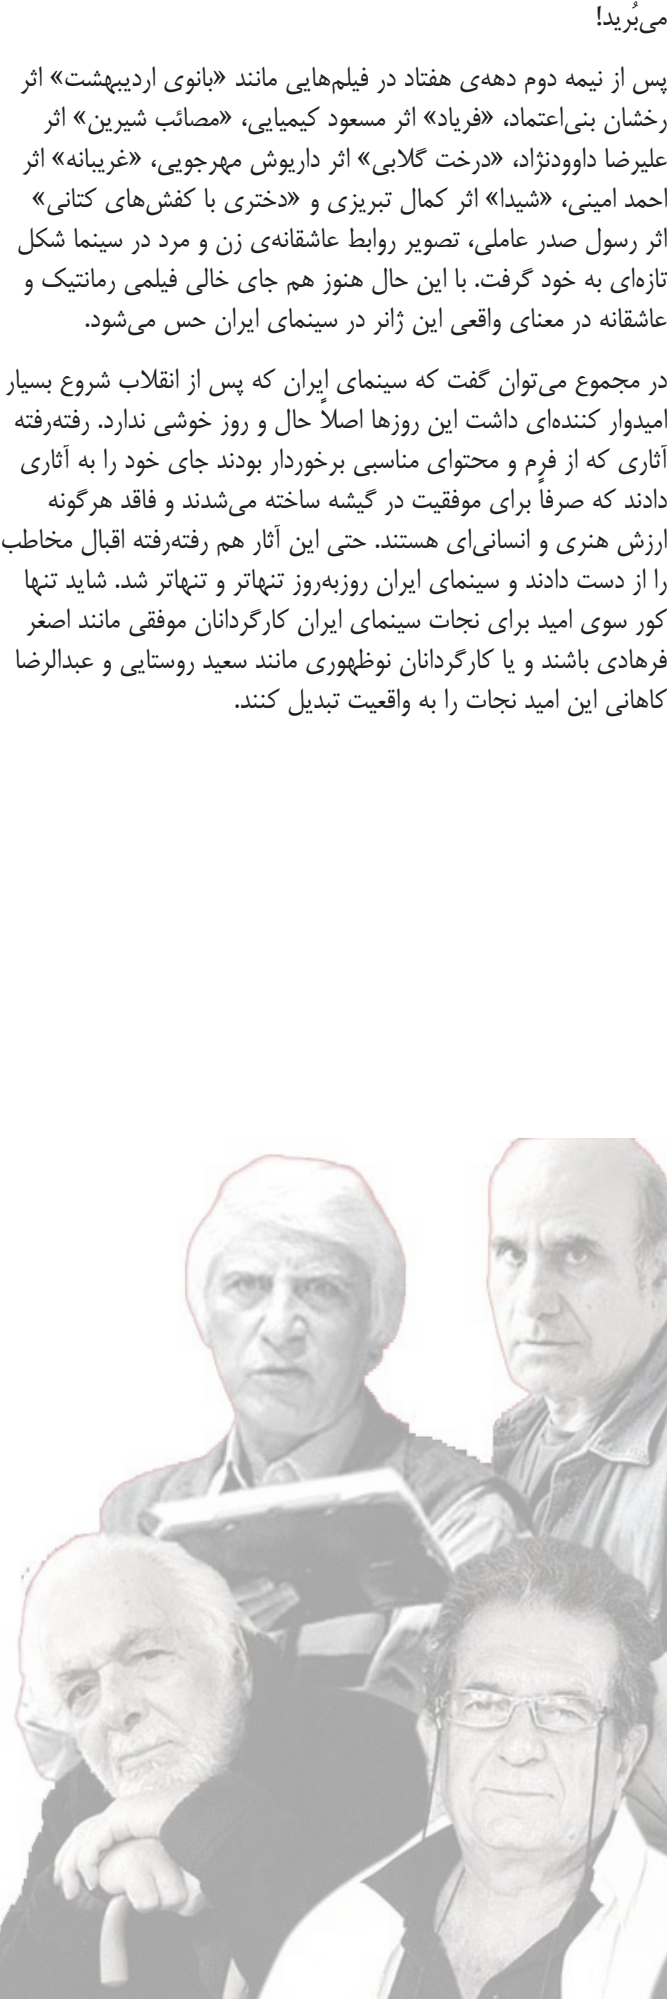 می‌بُرید!
پس از نیمه دوم دهه‌ی هفتاد در فیلم‌هایی مانند «بانوی اردیبهشت» اثر
رخشان بنی‌اعتماد، «فریاد» اثر مسعود کیمیایی، «مصائب شیرین» اثر
علیرضا داوودنژاد، «درخت گلابی» اثر داریوش مهرجویی، «غریبانه» اثر
احمد امینی، «شیدا» اثر کمال تبریزی و «دختری با کفش‌های کتانی»
اثر رسول صدر عاملی، تصویر روابط عاشقانه‌ی زن و مرد در سینما شکل
تازه‌ای به خود گرفت. با این حال هنوز هم جای خالی فیلمی رمانتیک و
عاشقانه در معنای واقعی این ژانر در سینمای ایران حس می‌شود.
در مجموع می‌توان گفت که سینمای ایران که پس از انقلاب شروع بسیار
امیدوار کننده‌ای داشت این روزها اصلاً حال و روز خوشی ندارد. رفته‌رفته
آثاری که از فرم و محتوای مناسبی برخوردار بودند جای خود را به آثاری
دادند که صرفاً برای موفقیت در گیشه ساخته می‌شدند و فاقد هرگونه
ارزش هنری و انسانی‌ای هستند. حتی این آثار هم رفته‌رفته اقبال مخاطب
را از دست دادند و سینمای ایران روزبه‌روز تنهاتر و تنهاتر شد. شاید تنها
کور سوی امید برای نجات سینمای ایران کارگردانان موفقی مانند اصغر
فرهادی باشند و یا کارگردانان نوظهوری مانند سعید روستایی و عبدالرضا
کاهانی این امید نجات را به واقعیت تبدیل کنند.